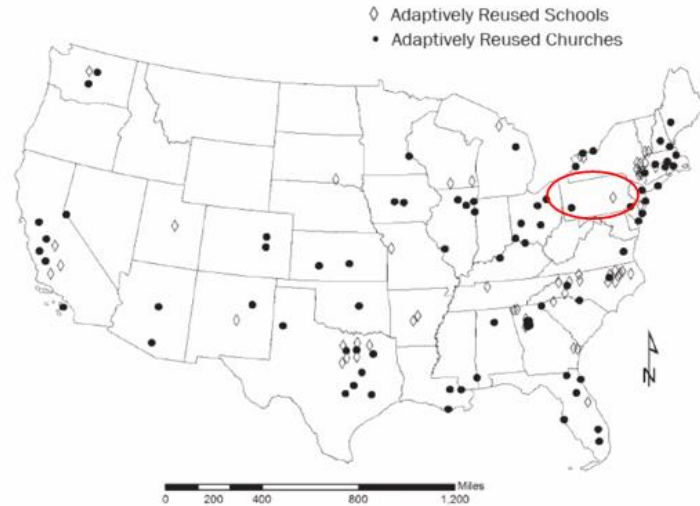 Adaptively Reused Schools
Adaptively Reused Churches
N
Miles
0 200 400 800 1,200